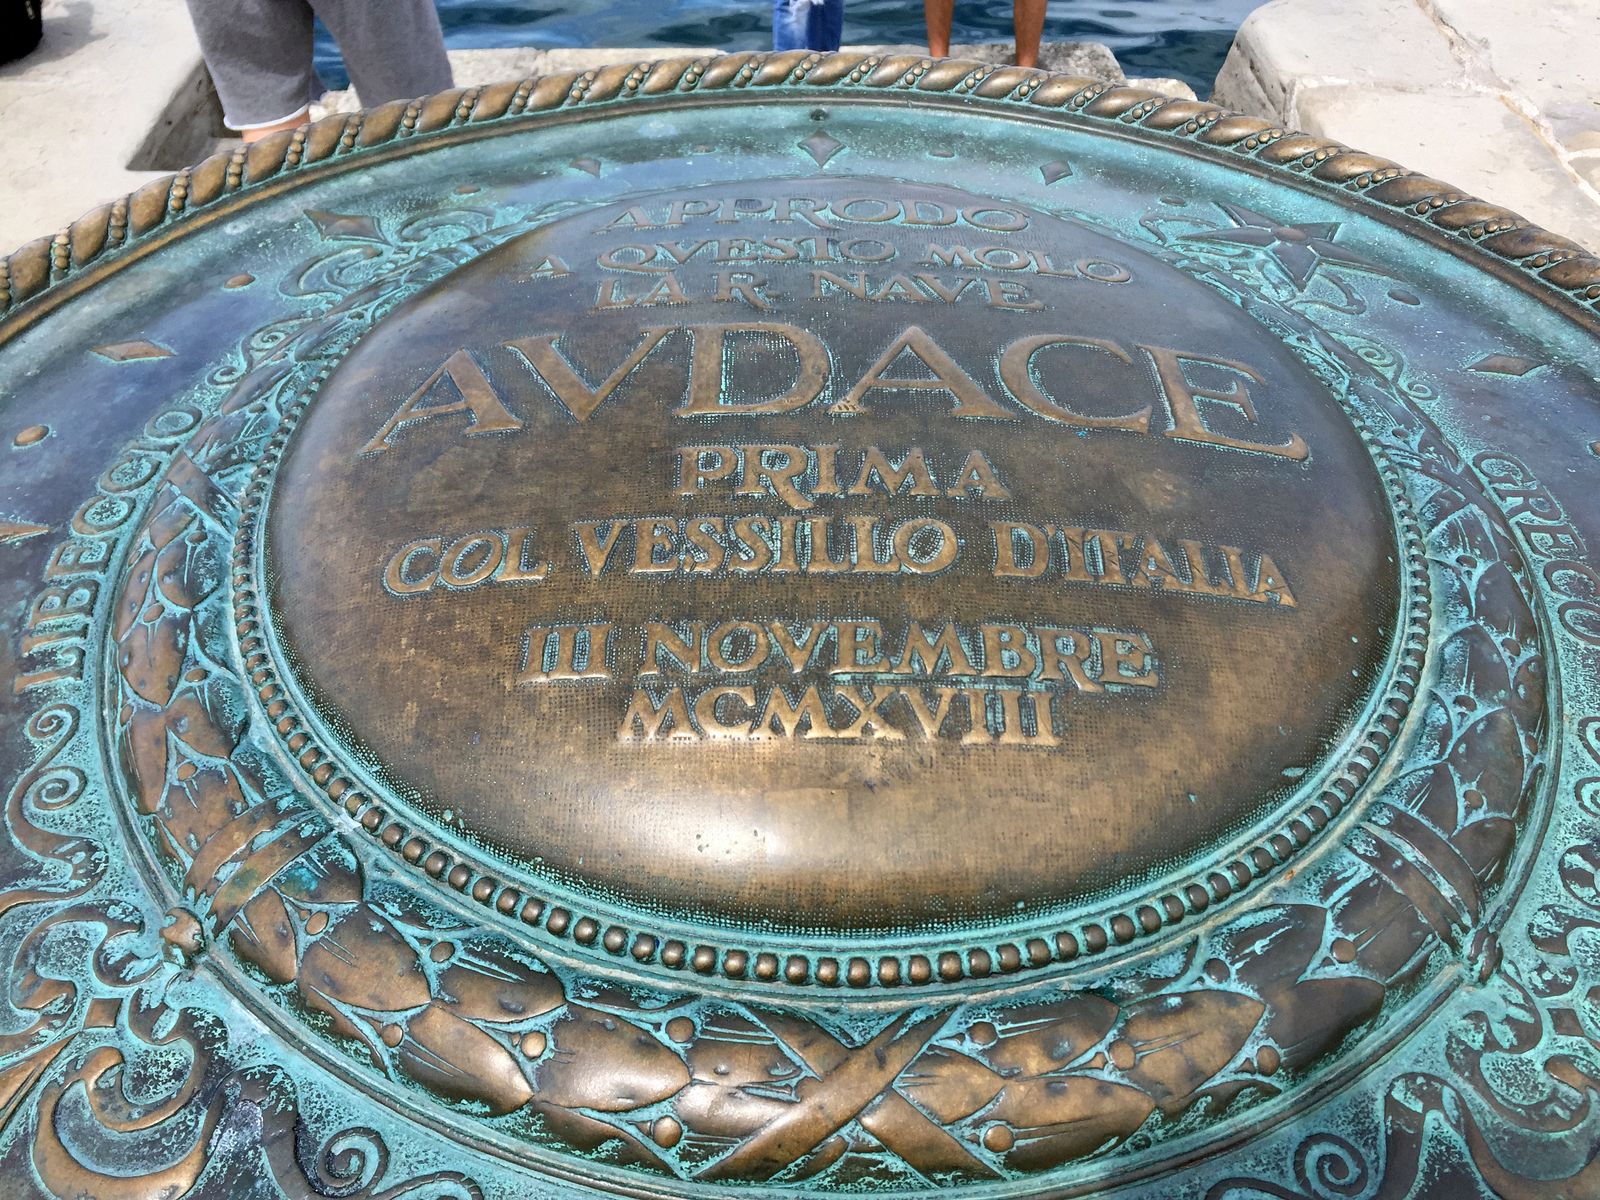 APPRODO
A QVESTO MOLO
LA R NAVE
AVDACE
PRIMA
COL VESSILLO D'ITALIA
III NOVEMBRE
MCMXVIII
LIBECCIO
GRECO